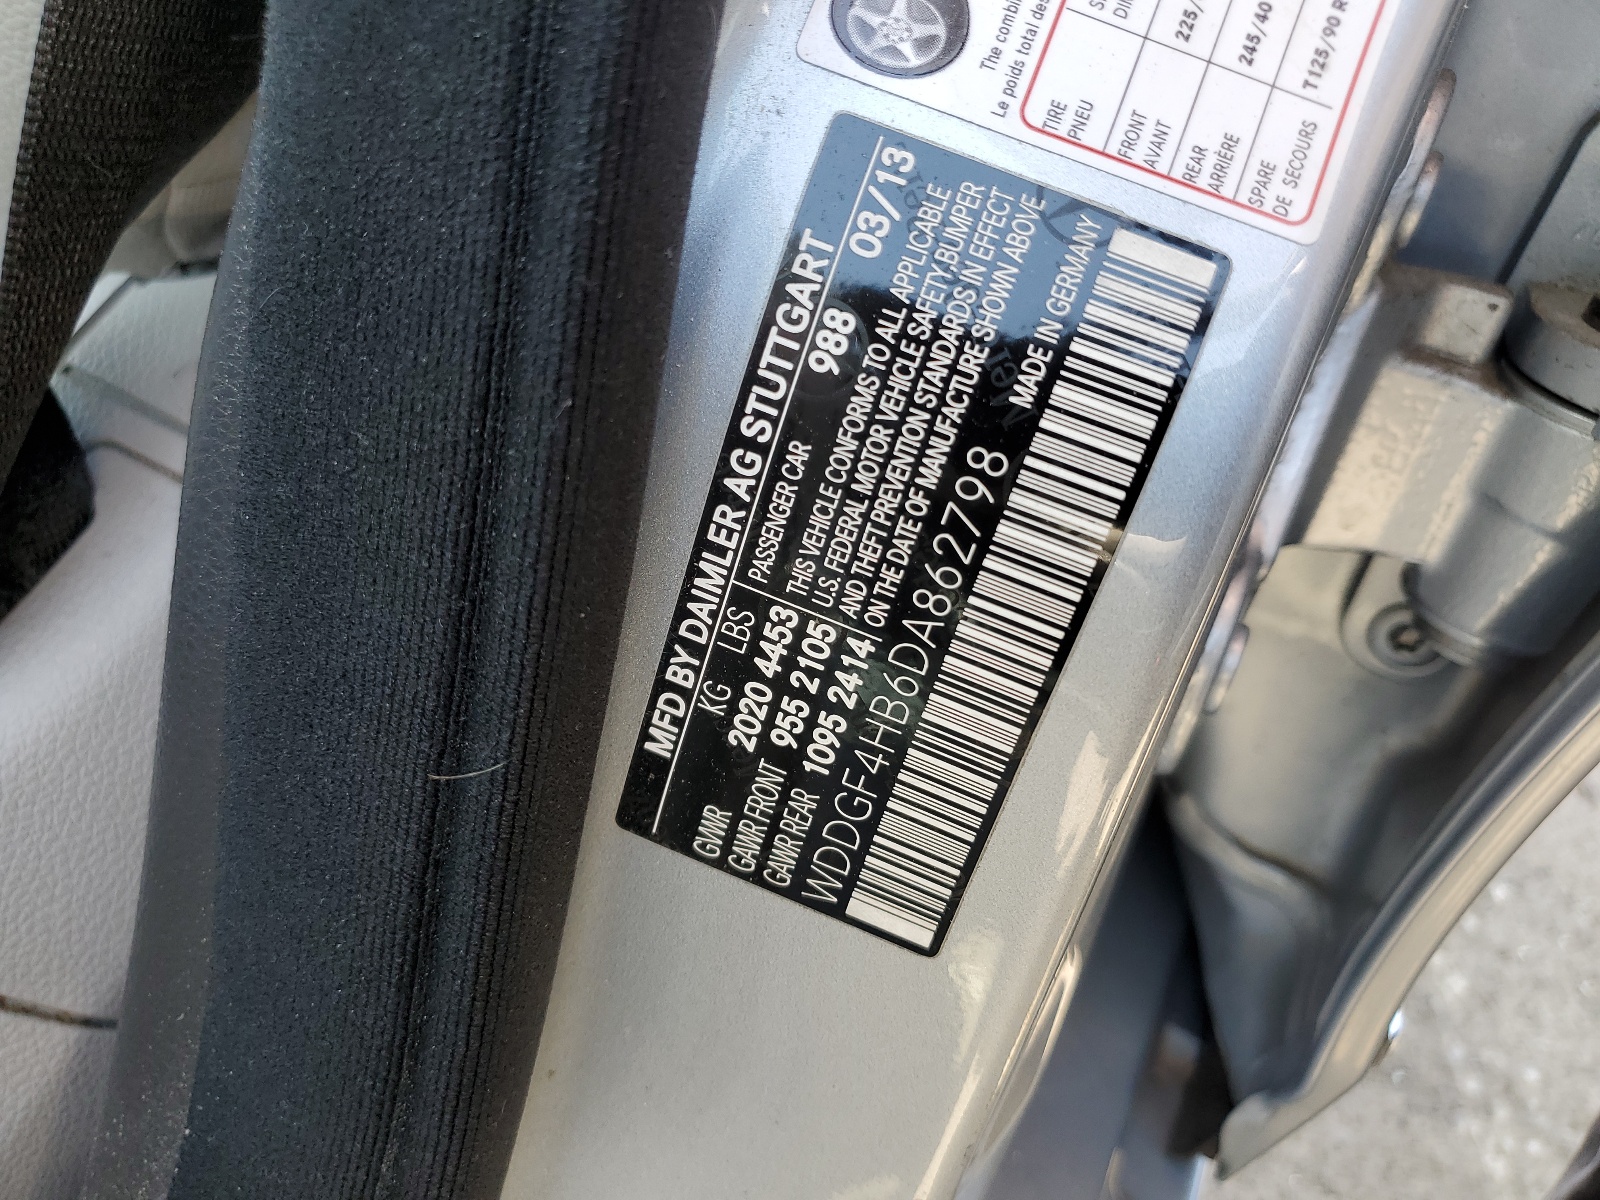 MFD BY DAIMLER AG STUTTGART
KG LBS 988 03/13
GVWR 2020 4453 PASSENGER CAR
GAWR FRONT 955 2105
GAWR REAR 1095 2414
THIS VEHICLE CONFORMS TO ALL APPLICABLE
U.S. FEDERAL MOTOR VEHICLE SAFETY,BUMPER
AND THEFT PREVENTION STANDARDS IN EFFECT
ON THE DATE OF MANUFACTURE SHOWN ABOVE
WDDGF4HB6DA862798 MADE IN GERMANY
The
Le poids total
TIRE
PNEU
FRONT
AVANT 225/
REAR
ARRIÈRE 245/40
SPARE
DE SECOURS T125/90 R